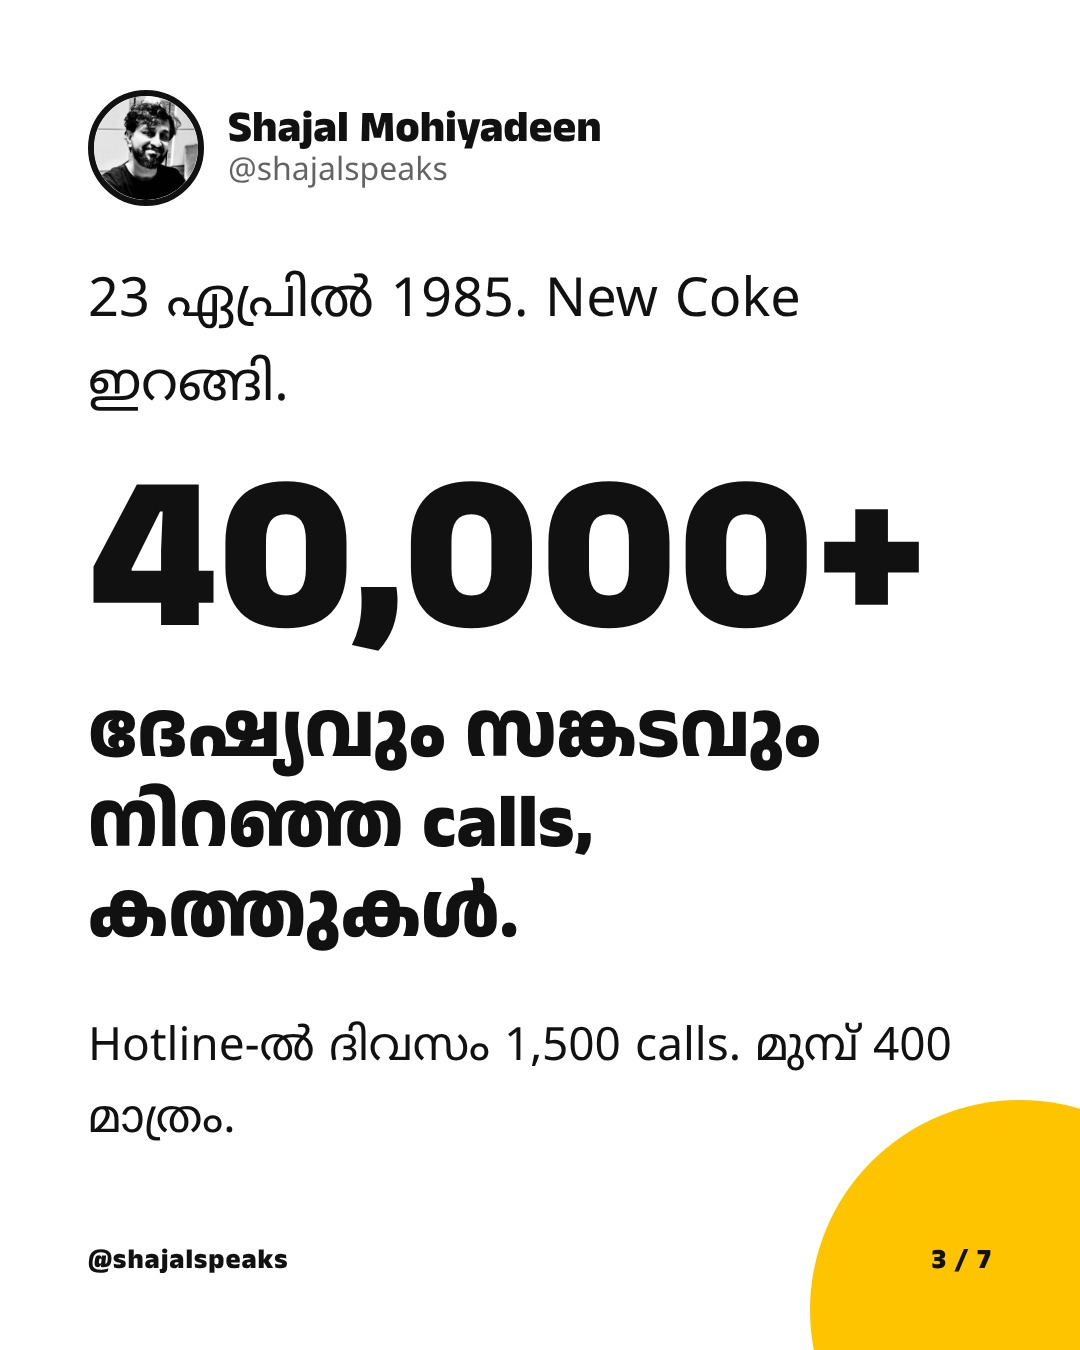 Shajal Mohiyadeen
@shajalspeaks
23 ഏപ്രിൽ 1985. New Coke
ഇറങ്ങി.
40,000+
ദേഷ്യവും സങ്കടവും
നിറഞ്ഞ calls,
കത്തുകൾ.
Hotline-ൽ ദിവസം 1,500 calls. മുമ്പ് 400
മാത്രം.
@shajalspeaks
3 / 7